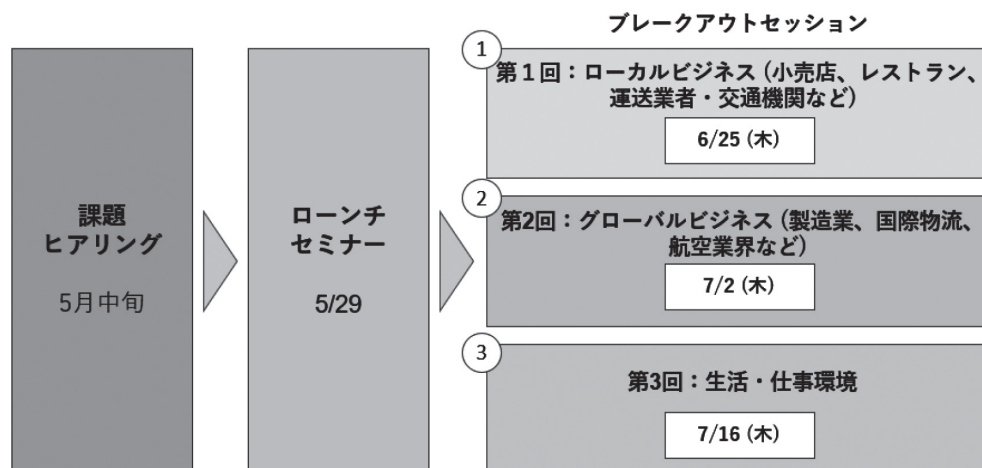 課題
ヒアリング
5月中旬
ローンチ
セミナー
5/29
ブレークアウトセッション
1
第１回：ローカルビジネス (小売店、レストラン、
運送業者・交通機関など)
6/25 (木)
2
第2回：グローバルビジネス (製造業、国際物流、
航空業界など)
7/2 (木)
3
第3回：生活・仕事環境
7/16 (木)